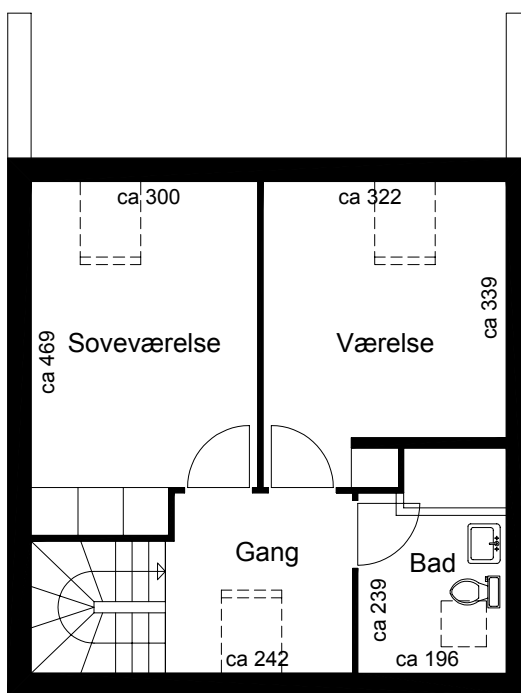 ca 300
ca 322
ca 469
Soveværelse
Værelse
ca 339
Gang
Bad
ca 239
ca 242
ca 196